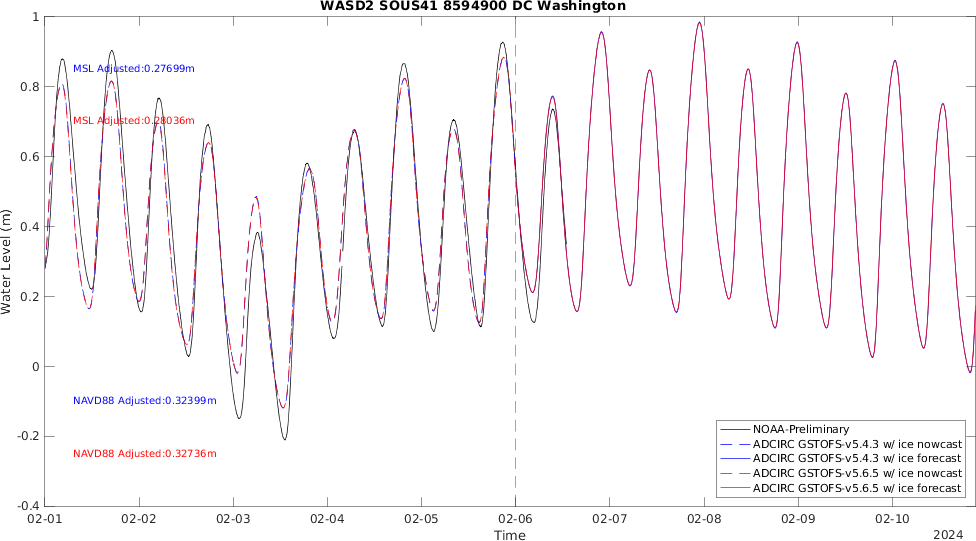 WASD2 SOUS41 8594900 DC Washington
1
0.8
0.6
0.4
0.2
0
-0.2
-0.4
Water Level (m)
MSL Adjusted:0.27699m
MSL Adjusted:0.28036m
NAVD88 Adjusted:0.32399m
NAVD88 Adjusted:0.32736m
NOAA-Preliminary
ADCIRC GSTOFS-v5.4.3 w/ ice nowcast
ADCIRC GSTOFS-v5.4.3 w/ ice forecast
ADCIRC GSTOFS-v5.6.5 w/ ice nowcast
ADCIRC GSTOFS-v5.6.5 w/ ice forecast
02-01 02-02 02-03 02-04 02-05 02-06 02-07 02-08 02-09 02-10
Time
2024